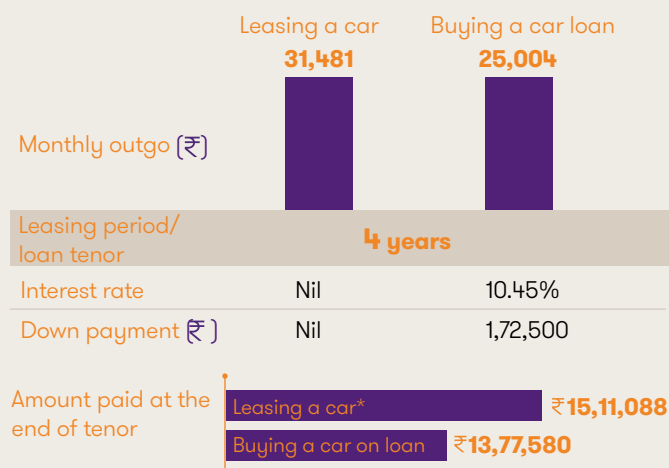 Leasing a car Buying a car loan
31,481 25,004
Monthly outgo (₹)
Leasing period/
loan tenor
4 years
Interest rate Nil 10.45%
Down payment (₹) Nil 1,72,500
Amount paid at the
end of tenor
Leasing a car* ₹15,11,088
Buying a car on loan ₹13,77,580